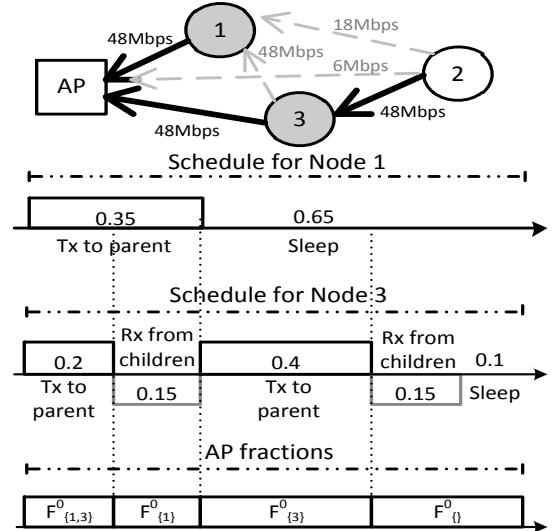 1
18Mbps
48Mbps
48Mbps
6Mbps
2
AP
3
48Mbps
48Mbps
Schedule for Node 1
0.35
0.65
Tx to parent
Sleep
Schedule for Node 3
Rx from
children
Rx from
children
0.2
0.4
0.1
Tx to
parent
0.15
Tx to
parent
0.15
Sleep
AP fractions
F⁰{1,3}
F⁰{1}
F⁰{3}
F⁰{}